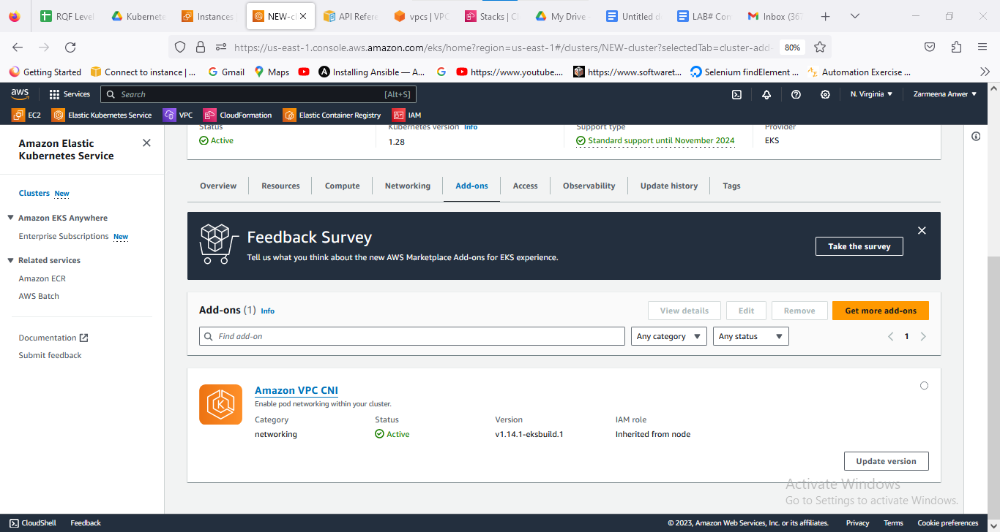 RQF Level
Kubernete
Instances
NEW-cl
API Refere
vpcs | VPC
Stacks | Cl
My Drive -
Untitled d
LAB# Con
Inbox (367
https://us-east-1.console.aws.amazon.com/eks/home?region=us-east-1#/clusters/NEW-cluster?selectedTab=cluster-add-
80%
Getting Started
Connect to instance | ...
Gmail
Maps
Installing Ansible — A...
https://www.youtube....
https://www.softwaret...
Selenium findElement ...
Automation Exercise ...
aws
Services
Search
[Alt+S]
N. Virginia
Zarmeena Anwer
EC2
Elastic Kubernetes Service
VPC
CloudFormation
Elastic Container Registry
IAM
Amazon Elastic
Kubernetes Service
Clusters New
Amazon EKS Anywhere
Enterprise Subscriptions New
Related services
Amazon ECR
AWS Batch
Documentation
Submit feedback
Status
Active
Kubernetes version Info
1.28
Support type
Standard support until November 2024
Provider
EKS
Overview
Resources
Compute
Networking
Add-ons
Access
Observability
Update history
Tags
Feedback Survey
Tell us what you think about the new AWS Marketplace Add-ons for EKS experience.
Take the survey
Add-ons (1) Info
View details
Edit
Remove
Get more add-ons
Find add-on
Any category
Any status
1
K
Amazon VPC CNI
Enable pod networking within your cluster.
Category
networking
Status
Active
Version
v1.14.1-eksbuild.1
IAM role
Inherited from node
Update version
Activate Windows
Go to Settings to activate Windows.
CloudShell
Feedback
© 2023, Amazon Web Services, Inc. or its affiliates.
Privacy
Terms
Cookie preferences